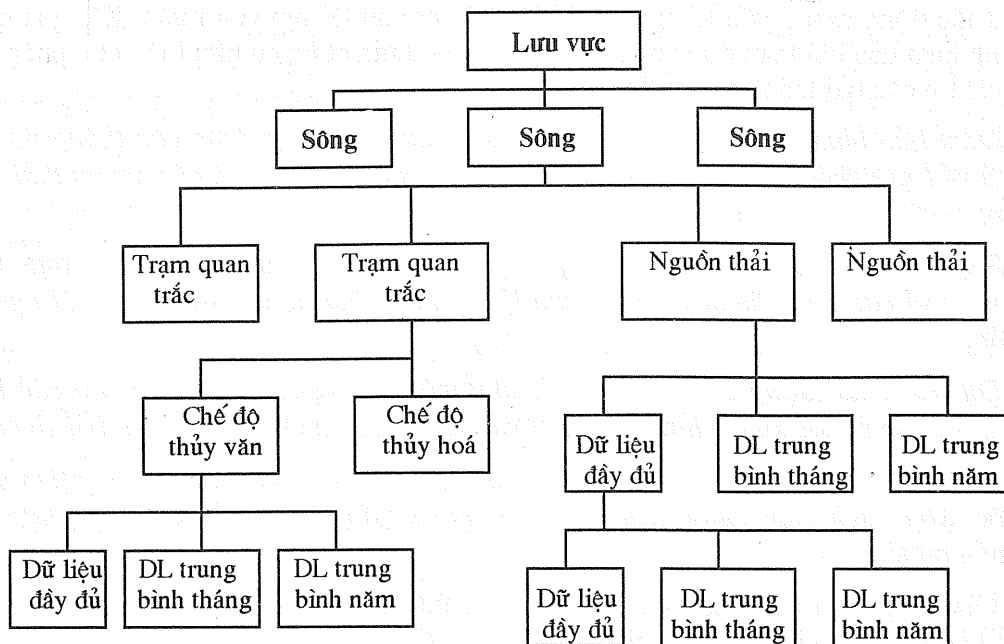 Lưu vực
Sông
Sông
Sông
Trạm quan
trắc
Trạm quan
trắc
Nguồn thải
Nguồn thải
Chế độ
thủy văn
Chế độ
thủy hoá
Dữ liệu
đầy đủ
DL trung
bình tháng
DL trung
bình năm
Dữ liệu
đầy đủ
DL trung
bình tháng
DL trung
bình năm
Dữ liệu
đầy đủ
DL trung
bình tháng
DL trung
bình năm